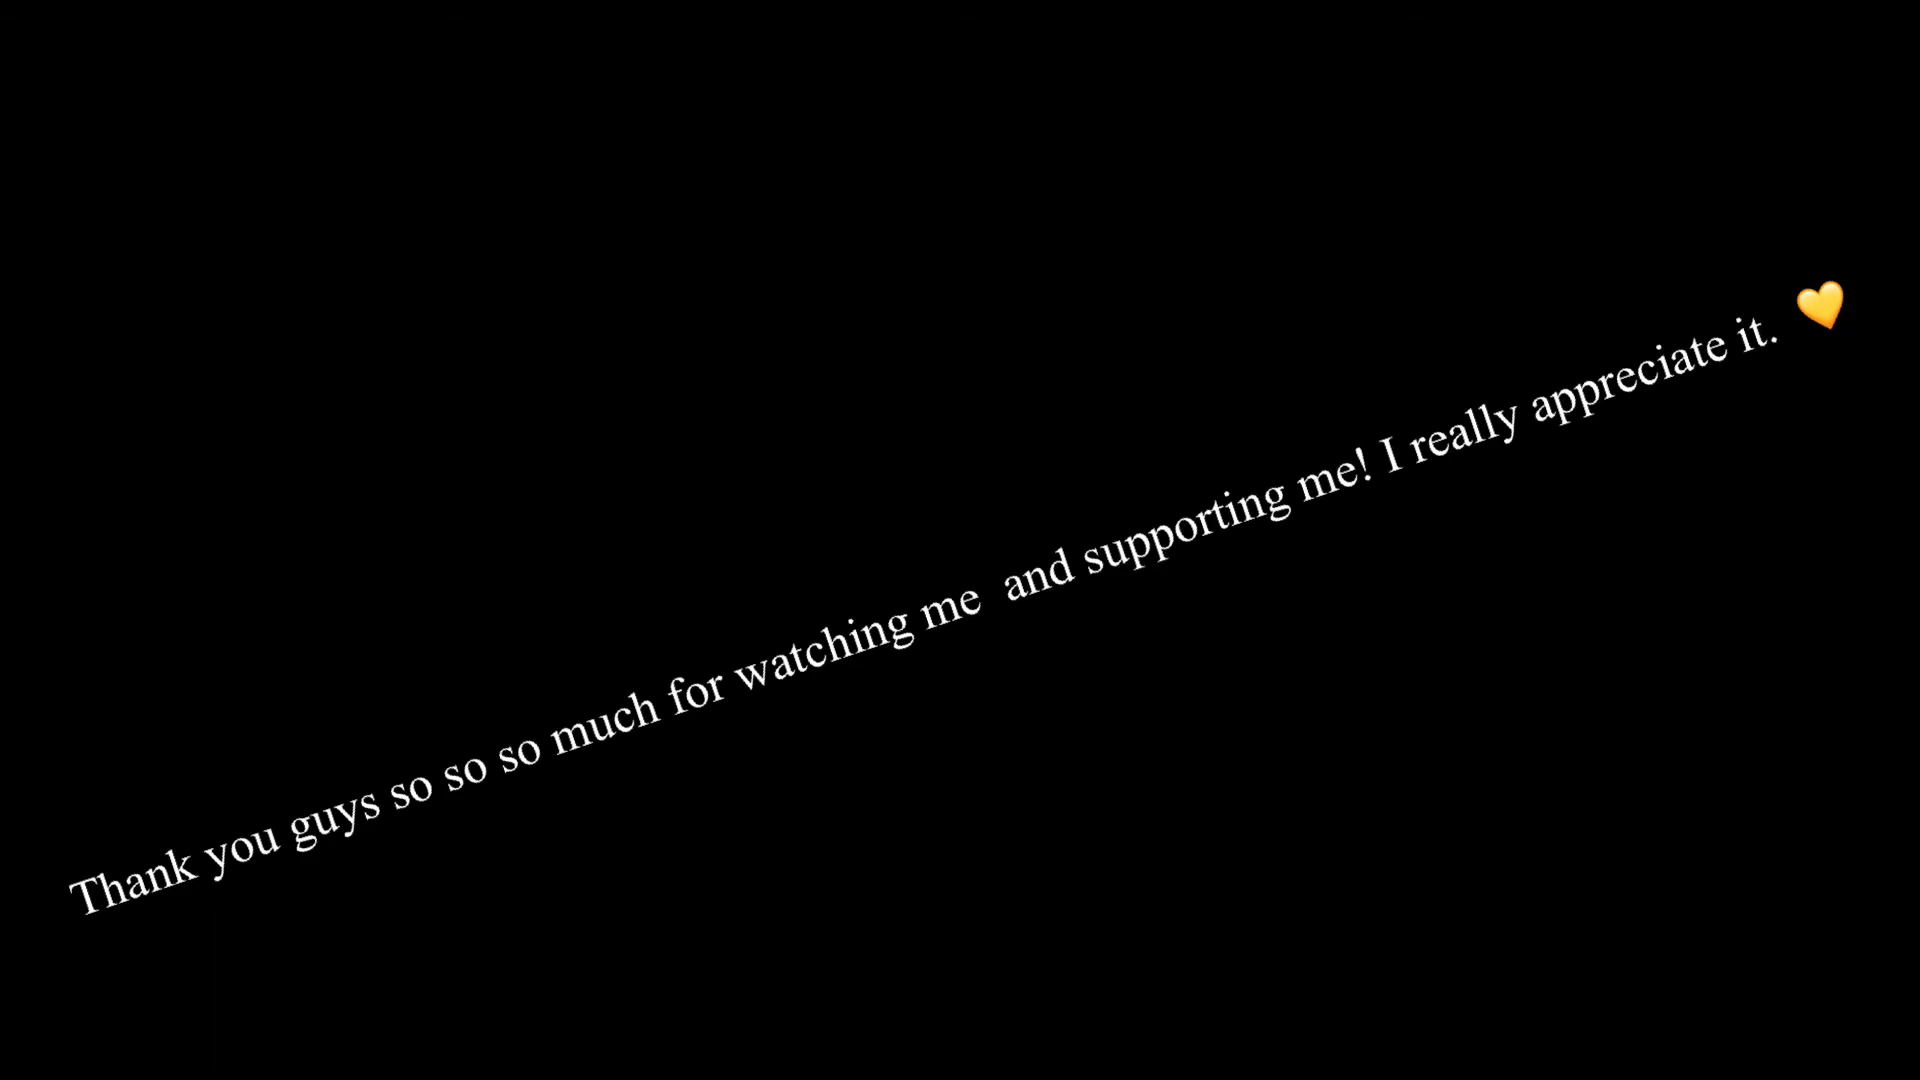 Thank you guys so so so much for watching me  and supporting me! I really appreciate it. 💛